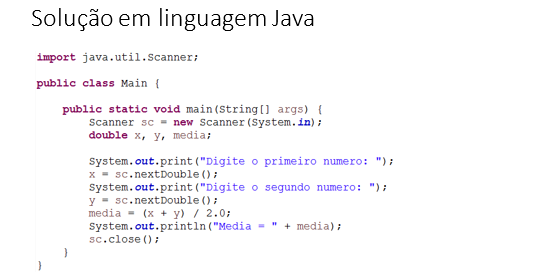 Solução em linguagem Java
import java.util.Scanner;
public class Main {
public static void main(String[] args) {
Scanner sc = new Scanner(System.in);
double x, y, media;
System.out.print("Digite o primeiro numero: ");
x = sc.nextDouble();
System.out.print("Digite o segundo numero: ");
y = sc.nextDouble();
media = (x + y) / 2.0;
System.out.println("Media = " + media);
sc.close();
}
}